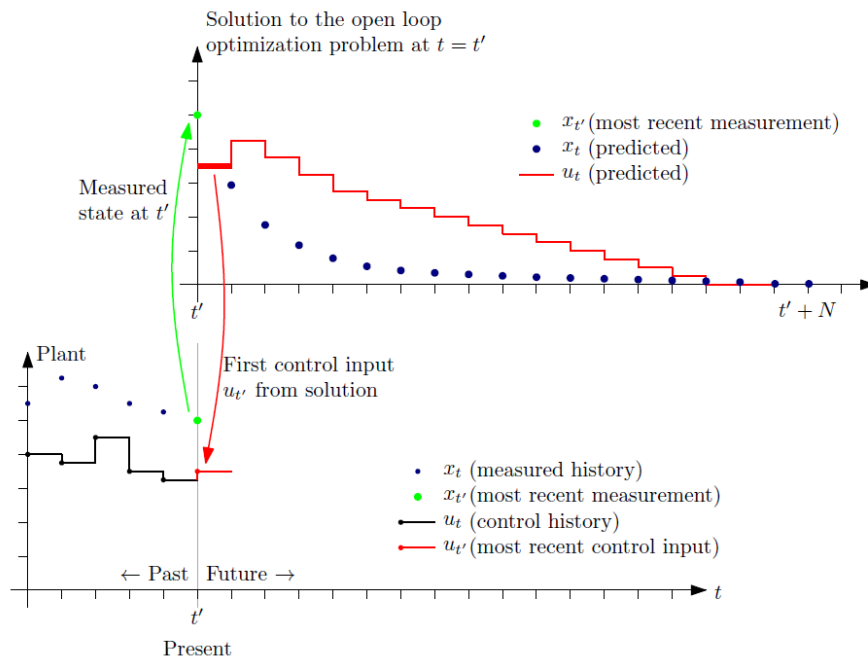 Solution to the open loop
optimization problem at t = t′
x_{t′}(most recent measurement)
x_t (predicted)
u_t (predicted)
Measured
state at t′
t′
t′ + N
Plant
First control input
u_{t′} from solution
x_t (measured history)
x_{t′}(most recent measurement)
u_t (control history)
u_{t′}(most recent control input)
← Past
Future →
t
t′
Present